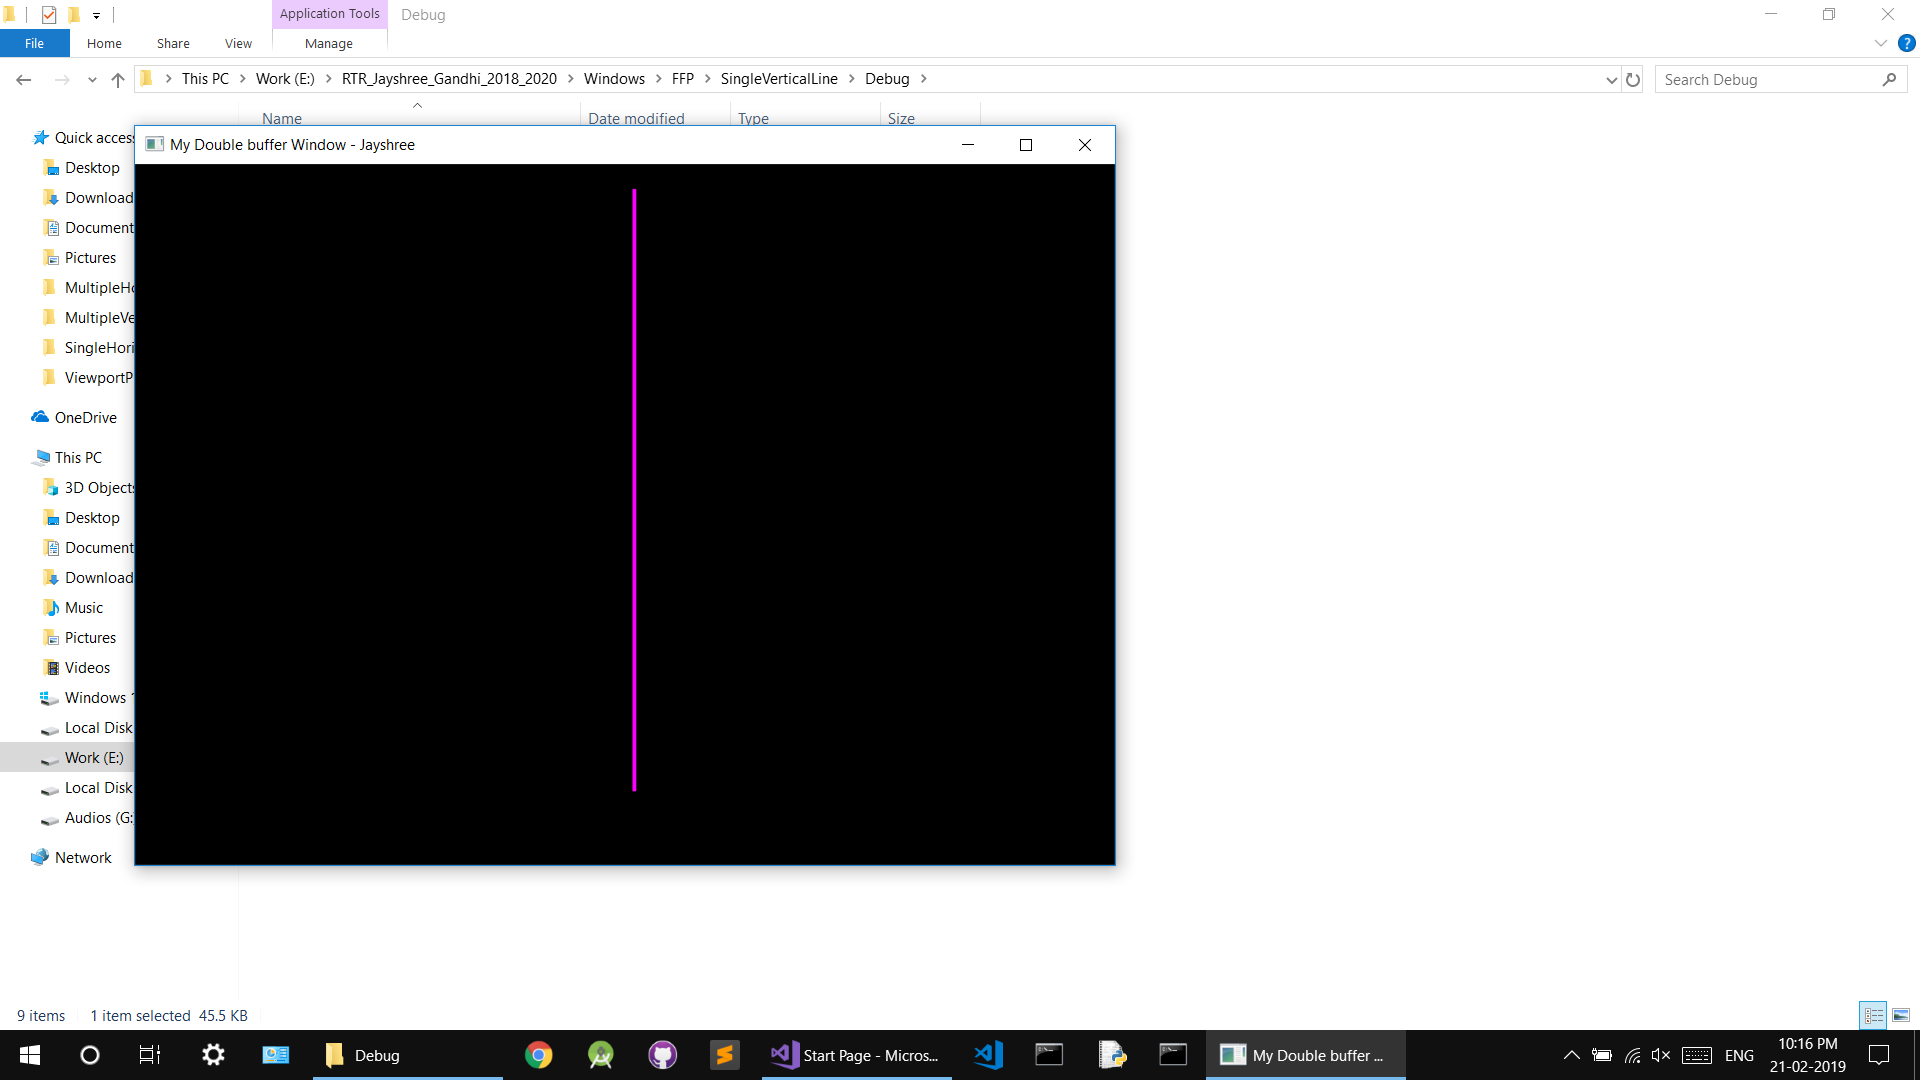 Application Tools
Debug
File
Home
Share
View
Manage
This PC
Work (E:)
RTR_Jayshree_Gandhi_2018_2020
Windows
FFP
SingleVerticalLine
Debug
Search Debug
Name
Date modified
Type
Size
My Double buffer Window - Jayshree
Quick access
Desktop
Download
Document
Pictures
MultipleHo
MultipleVe
SingleHori
ViewportP
OneDrive
This PC
3D Objects
Desktop
Document
Download
Music
Pictures
Videos
Windows 1
Local Disk
Work (E:)
Local Disk
Audios (G:
Network
9 items
1 item selected 45.5 KB
Debug
Start Page - Micros...
My Double buffer ...
ENG
10:16 PM
21-02-2019